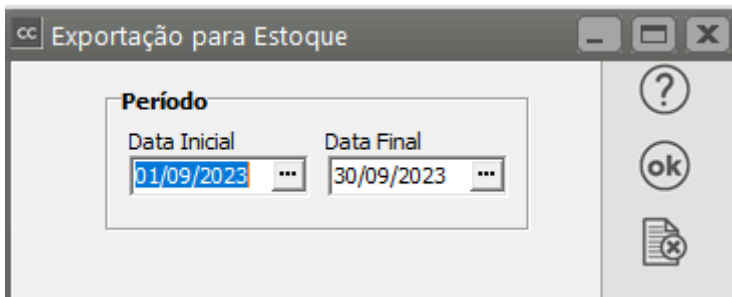 cc Exportação para Estoque
Período
Data Inicial Data Final
01/09/2023 ... 30/09/2023 ...
?
ok